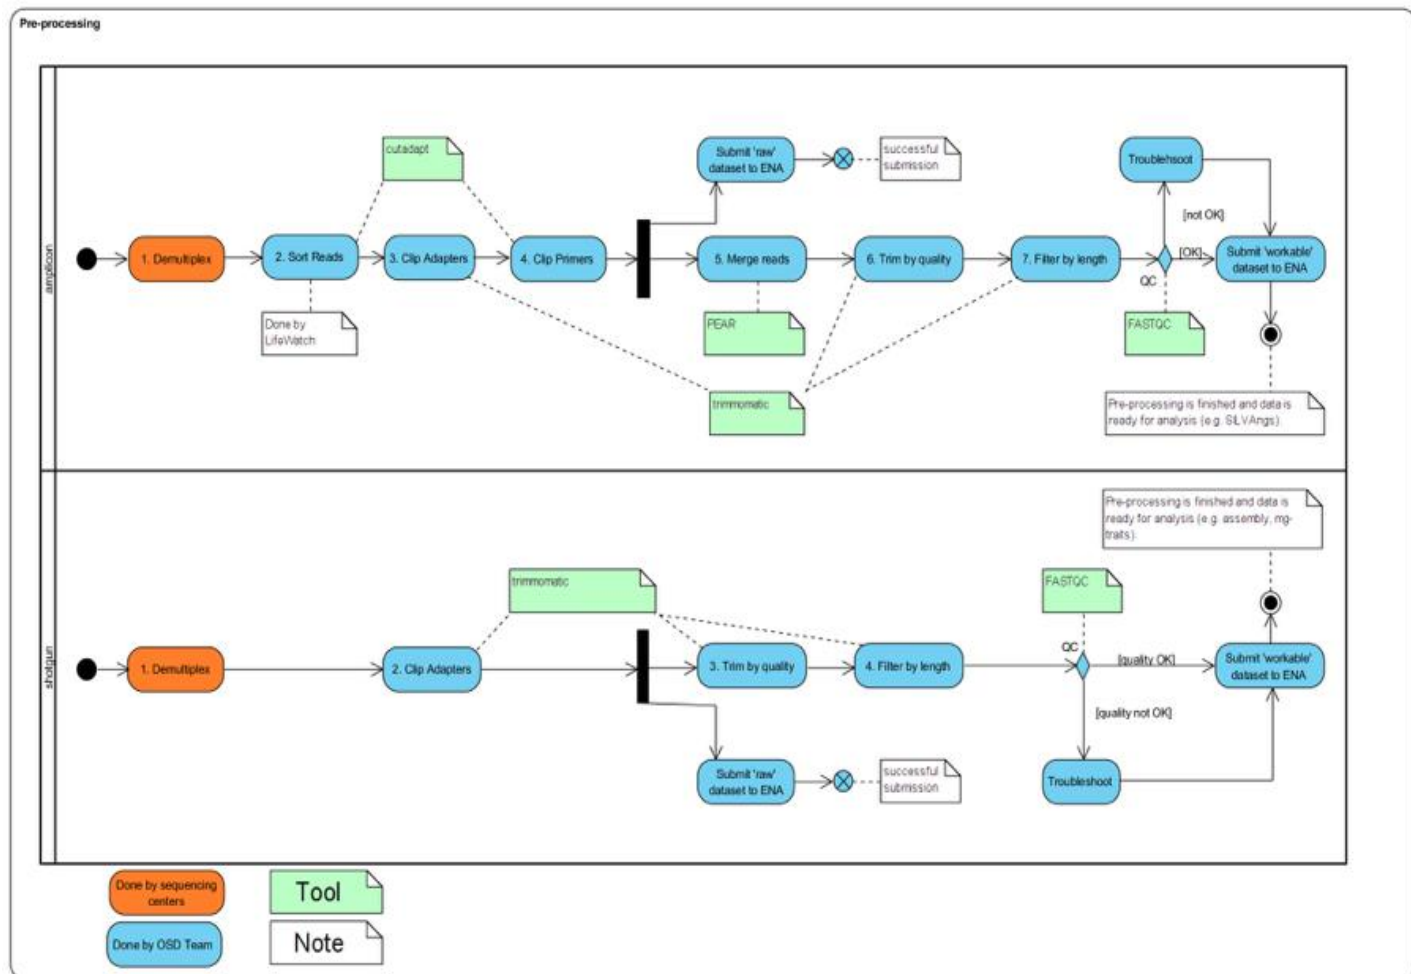 Pre-processing
amplicon
cutadapt
Submit 'raw'
dataset to ENA
successful
submission
Troublehsoot
[not OK]
1. Demultiplex
2. Sort Reads
3. Clip Adapters
4. Clip Primers
5. Merge reads
6. Trim by quality
7. Filter by length
QC
[OK]
Submit 'workable'
dataset to ENA
Done by
LifeWatch
PEAR
FASTQC
trimmomatic
Pre-processing is finished and data is
ready for analysis (e.g. SILVAngs).
shotgun
Pre-processing is finished and data is
ready for analysis (e.g. assembly, mg-
traits).
trimmomatic
FASTQC
1. Demultiplex
2. Clip Adapters
3. Trim by quality
4. Filter by length
QC
[quality OK]
Submit 'workable'
dataset to ENA
[quality not OK]
Submit 'raw'
dataset to ENA
successful
submission
Troubleshoot
Done by sequencing
centers
Tool
Done by OSD Team
Note